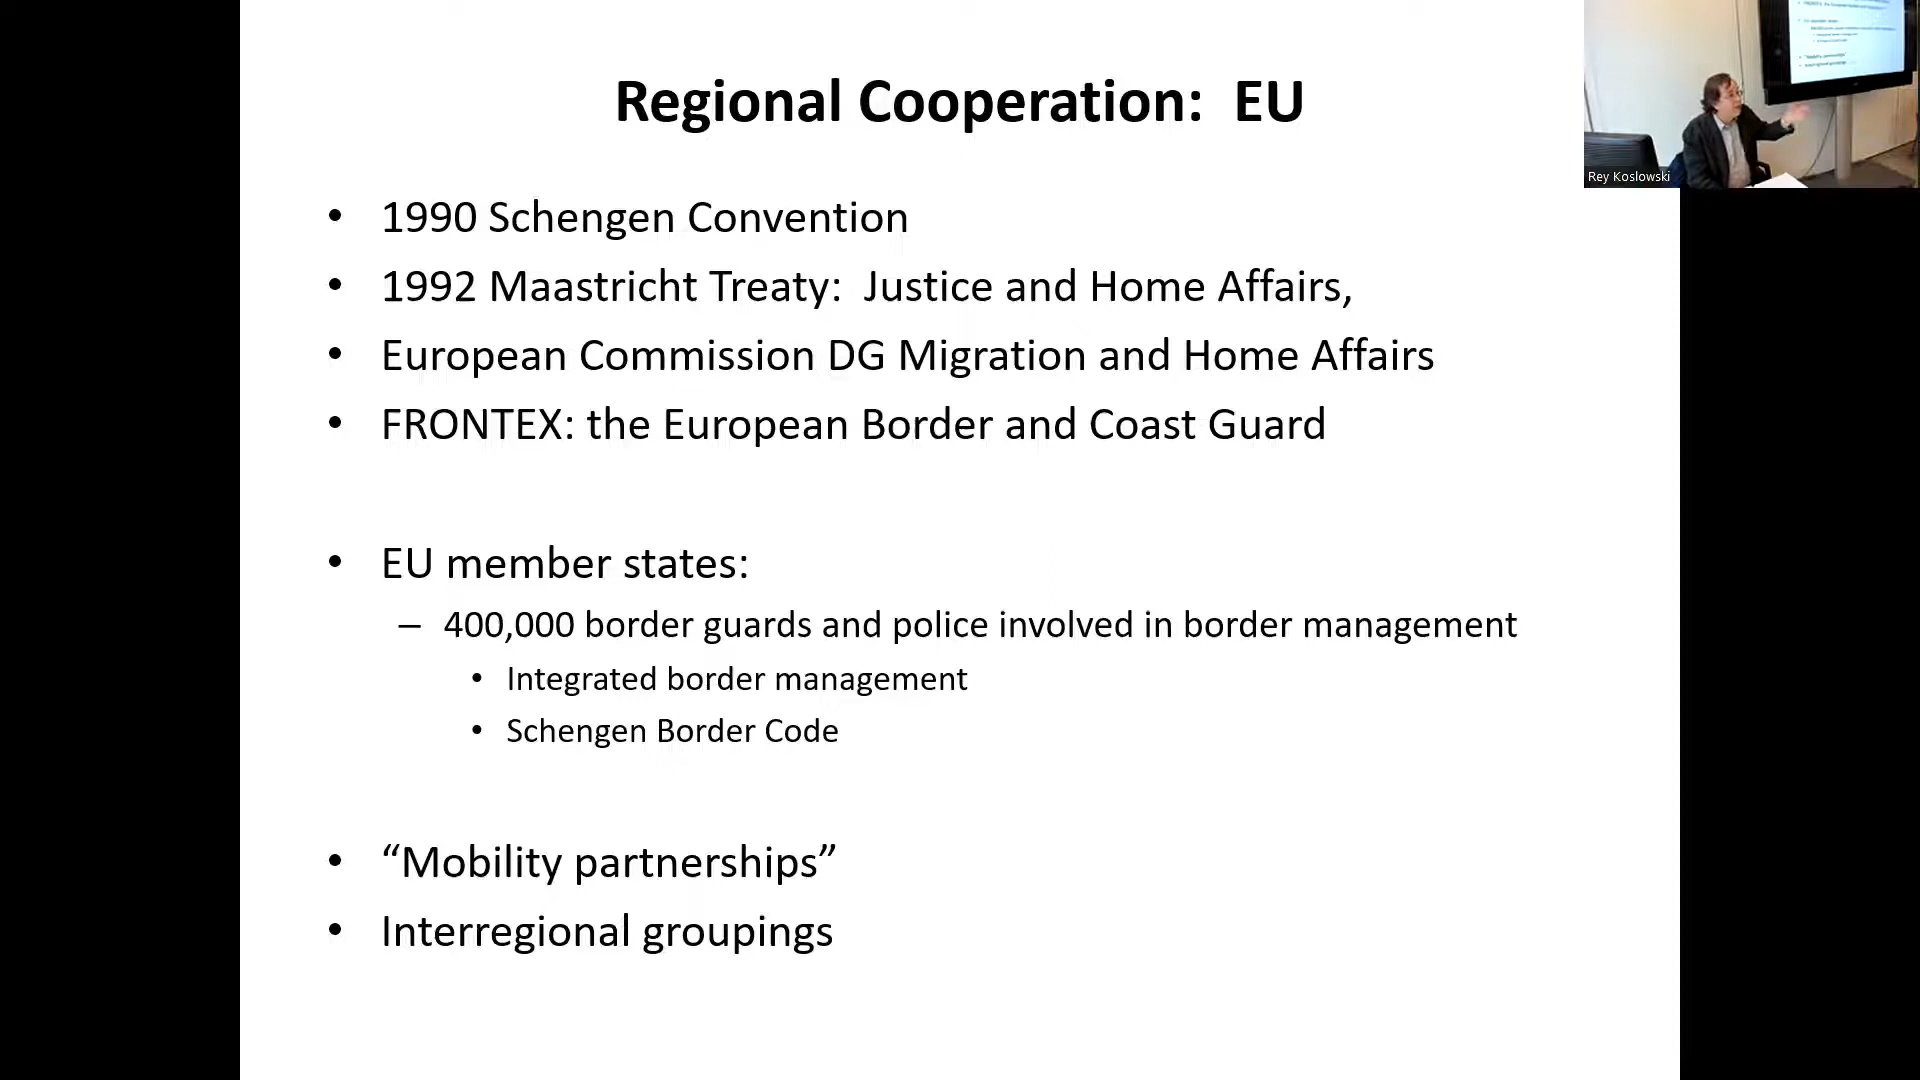 Regional Cooperation: EU
Rey Koslowski
• 1990 Schengen Convention
• 1992 Maastricht Treaty: Justice and Home Affairs,
• European Commission DG Migration and Home Affairs
• FRONTEX: the European Border and Coast Guard
• EU member states:
– 400,000 border guards and police involved in border management
• Integrated border management
• Schengen Border Code
• “Mobility partnerships”
• Interregional groupings